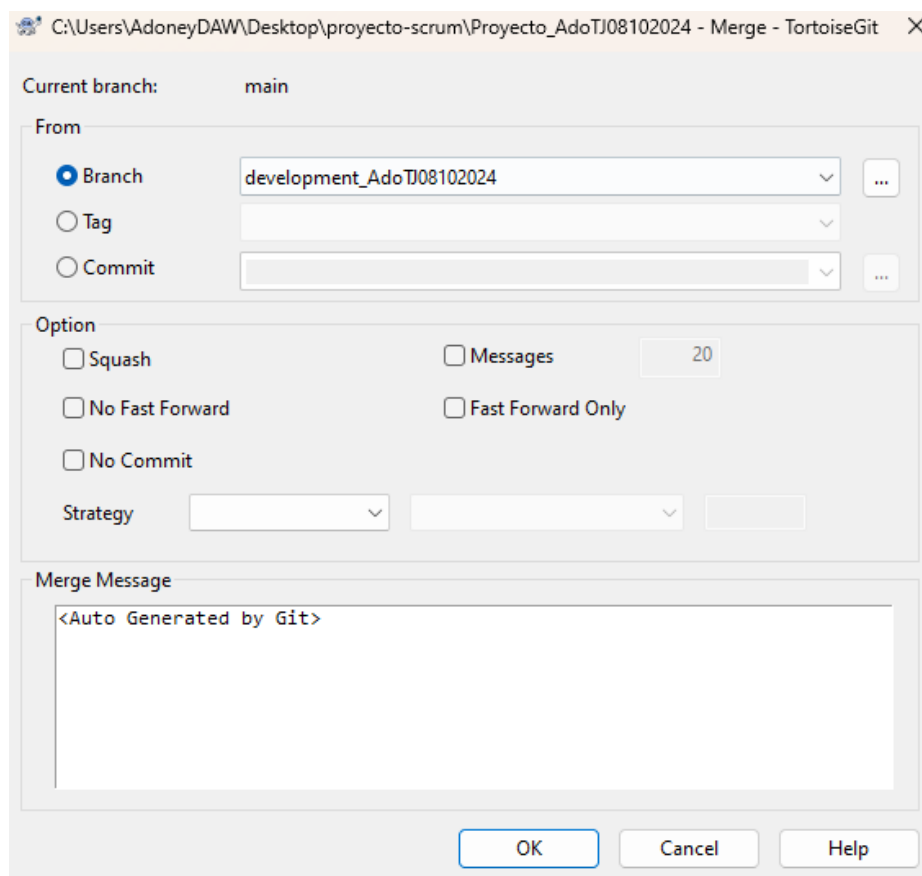 C:\Users\AdoneyDAW\Desktop\proyecto-scrum\Proyecto_AdoTJ08102024 - Merge - TortoiseGit
Current branch: main
From
Branch development_AdoTJ08102024 ...
Tag
Commit ...
Option
Squash Messages 20
No Fast Forward Fast Forward Only
No Commit
Strategy
Merge Message
<Auto Generated by Git>
OK Cancel Help